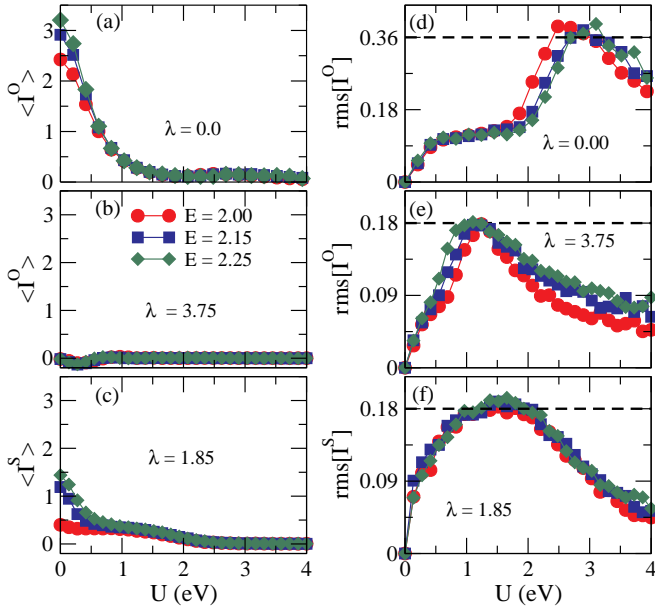 (a)
<I^O>
3
2
1
0
λ = 0.0
(d)
rms[I^O]
0.36
0.18
0
λ = 0.00
(b)
<I^O>
3
2
1
0
E = 2.00
E = 2.15
E = 2.25
λ = 3.75
(e)
rms[I^O]
0.18
0.09
0
λ = 3.75
(c)
<I^S>
3
2
1
0
λ = 1.85
0 1 2 3 4
U (eV)
(f)
rms[I^S]
0.18
0.09
0
λ = 1.85
0 1 2 3 4
U (eV)